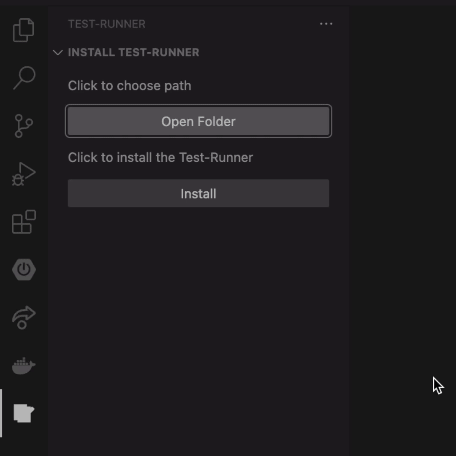 TEST-RUNNER
INSTALL TEST-RUNNER
Click to choose path
Open Folder
Click to install the Test-Runner
Install